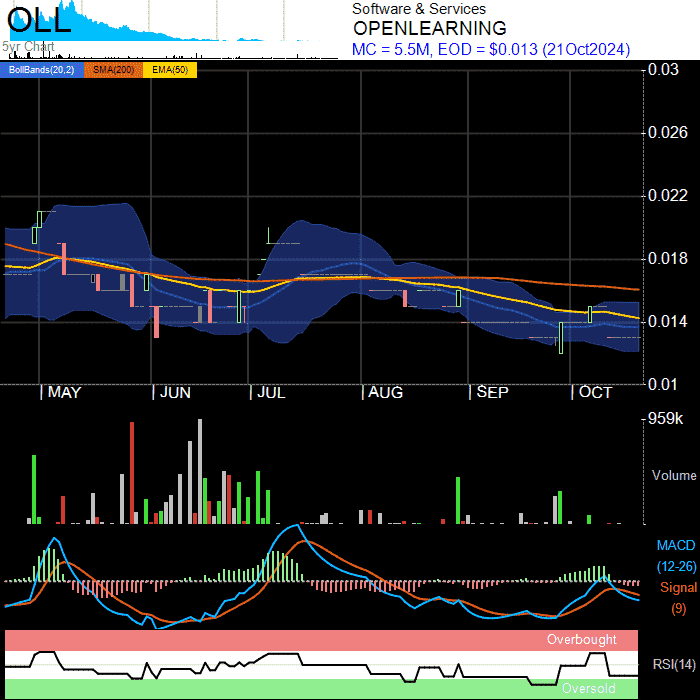 OLL
5yr Chart
Software & Services
OPENLEARNING
MC = 5.5M, EOD = $0.013 (21Oct2024)
BollBands(20,2) SMA(200) EMA(50)
0.03
0.026
0.022
0.018
0.014
0.01
MAY JUN JUL AUG SEP OCT
959k
Volume
MACD
(12-26)
Signal
(9)
Overbought
RSI(14)
Oversold